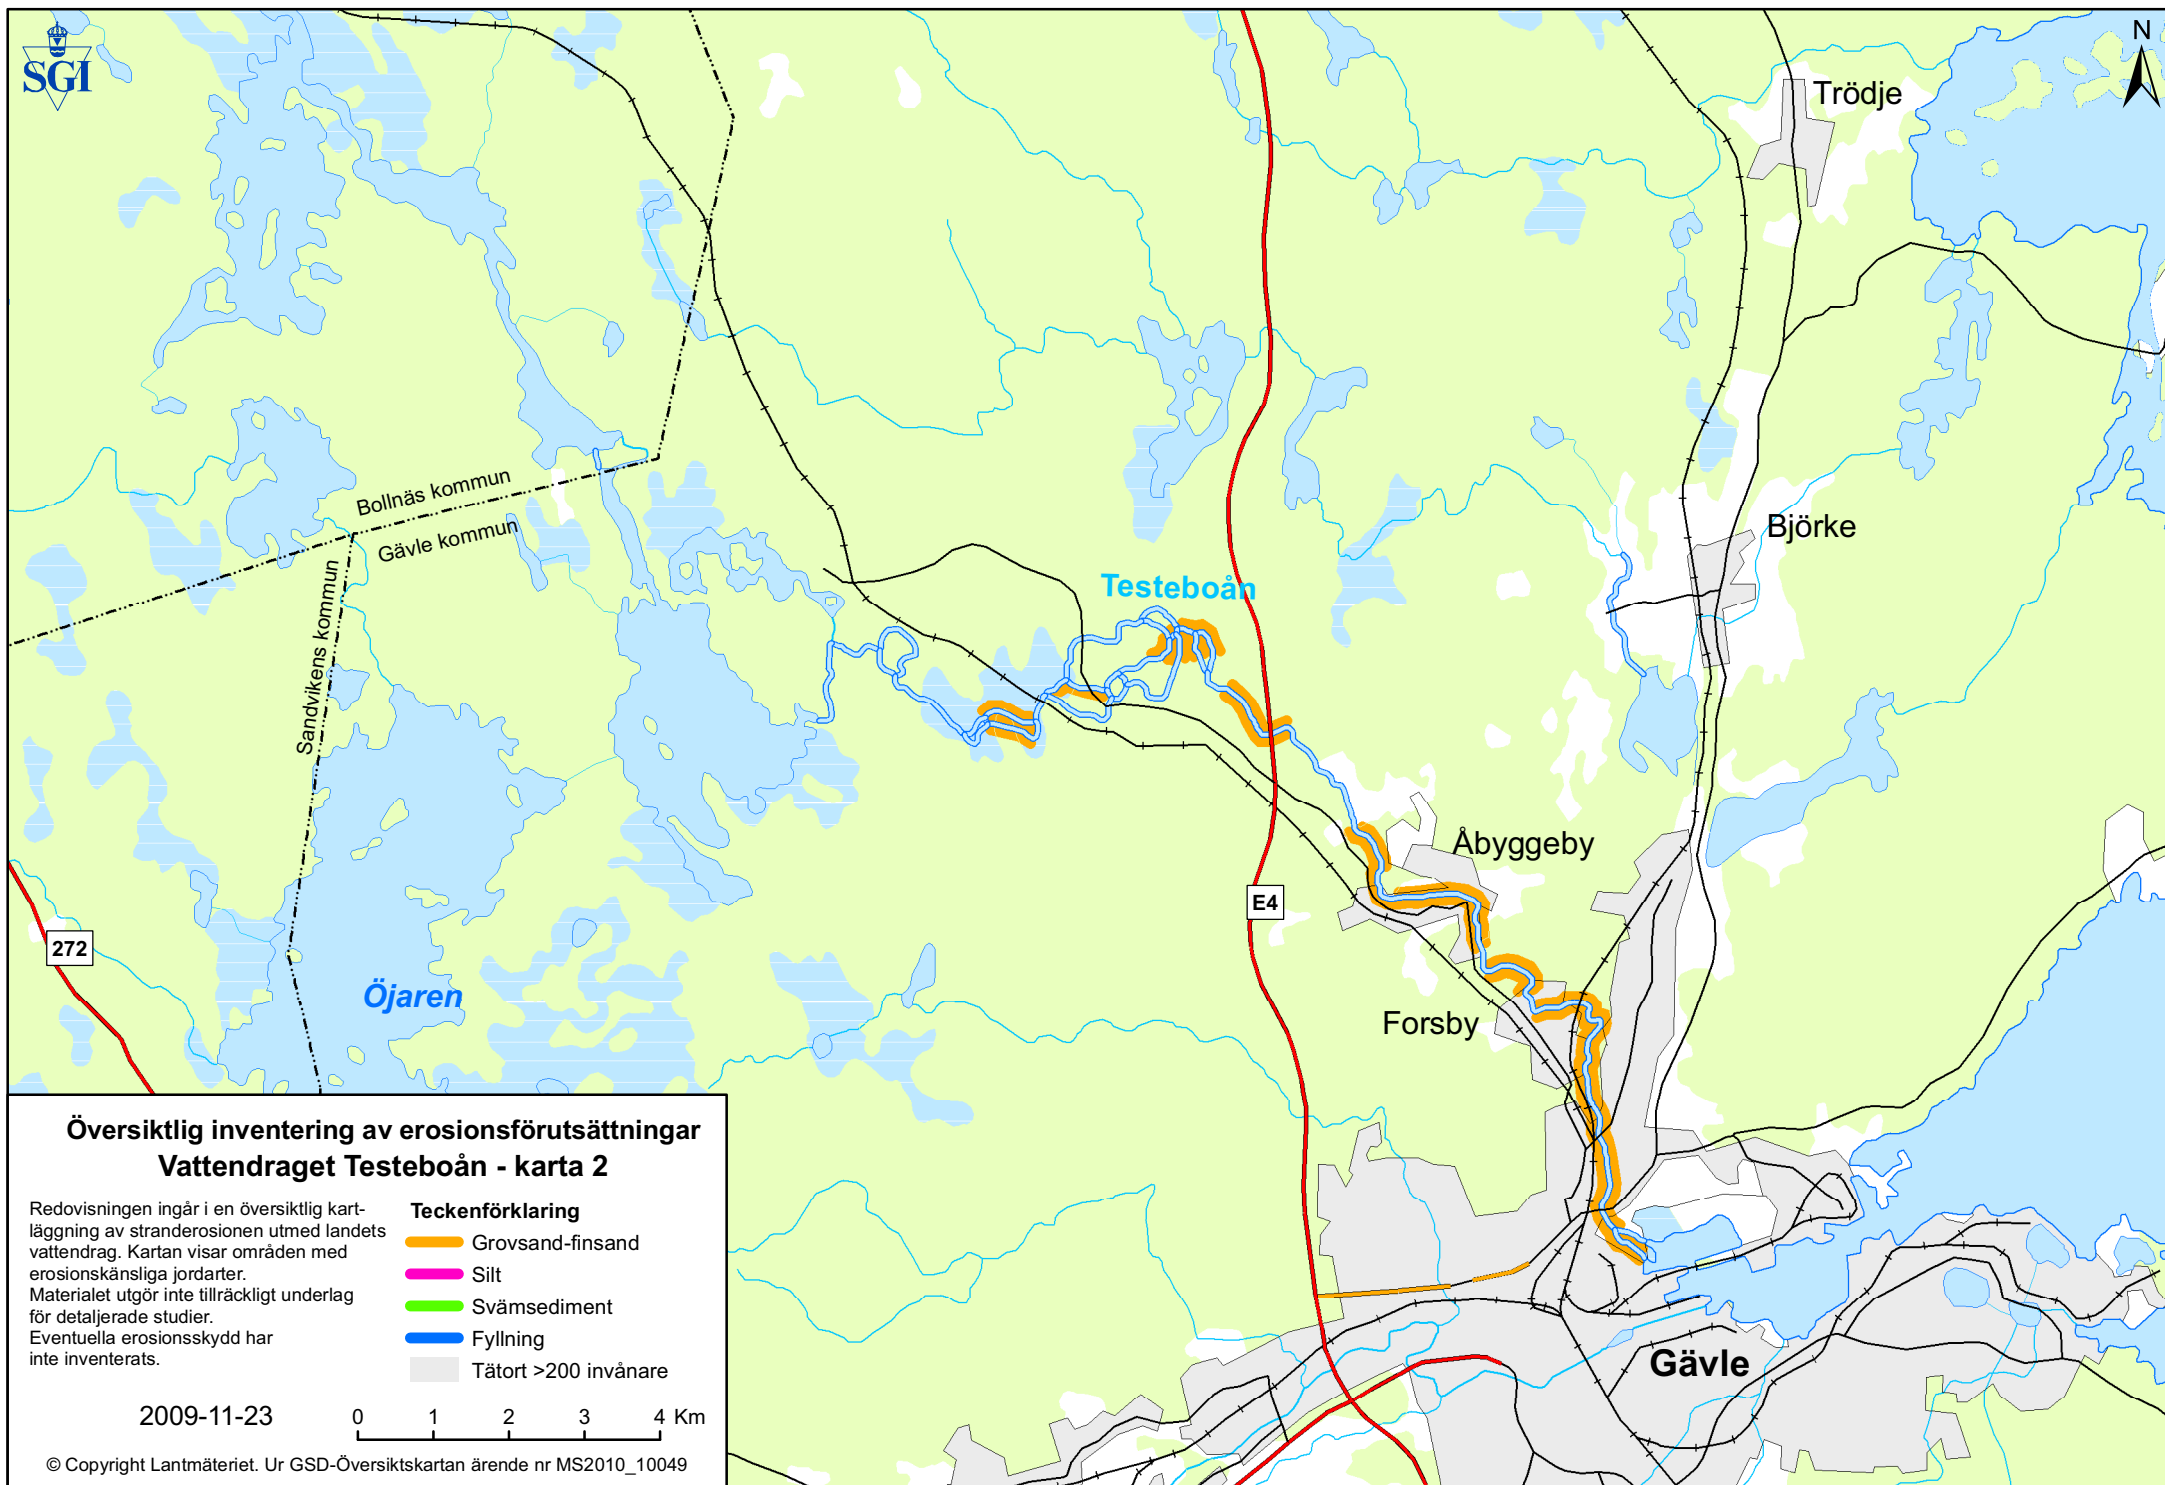 SGI
N
Trödje
Bollnäs kommun
Gävle kommun
Sandvikens kommun
Björke
Testeboån
Åbyggeby
E4
272
Öjaren
Forsby
Gävle
Översiktlig inventering av erosionsförutsättningar
Vattendraget Testeboån - karta 2
Redovisningen ingår i en översiktlig kart-
läggning av stranderosionen utmed landets
vattendrag. Kartan visar områden med
erosionskänsliga jordarter.
Materialet utgör inte tillräckligt underlag
för detaljerade studier.
Eventuella erosionsskydd har
inte inventerats.
Teckenförklaring
Grovsand-finsand
Silt
Svämsediment
Fyllning
Tätort >200 invånare
2009-11-23
0 1 2 3 4 Km
© Copyright Lantmäteriet. Ur GSD-Översiktskartan ärende nr MS2010_10049